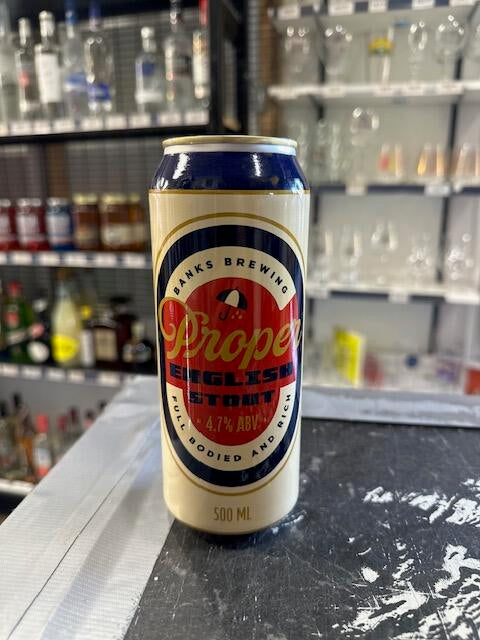 BANKS BREWING
Proper
ENGLISH
STOUT
4.7% ABV.
FULL BODIED AND RICH
500 ML